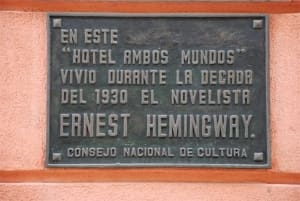 EN ESTE
"HOTEL AMBOS MUNDOS"
VIVIO DURANTE LA DECADA
DEL 1930 EL NOVELISTA
ERNEST HEMINGWAY.
CONSEJO NACIONAL DE CULTURA